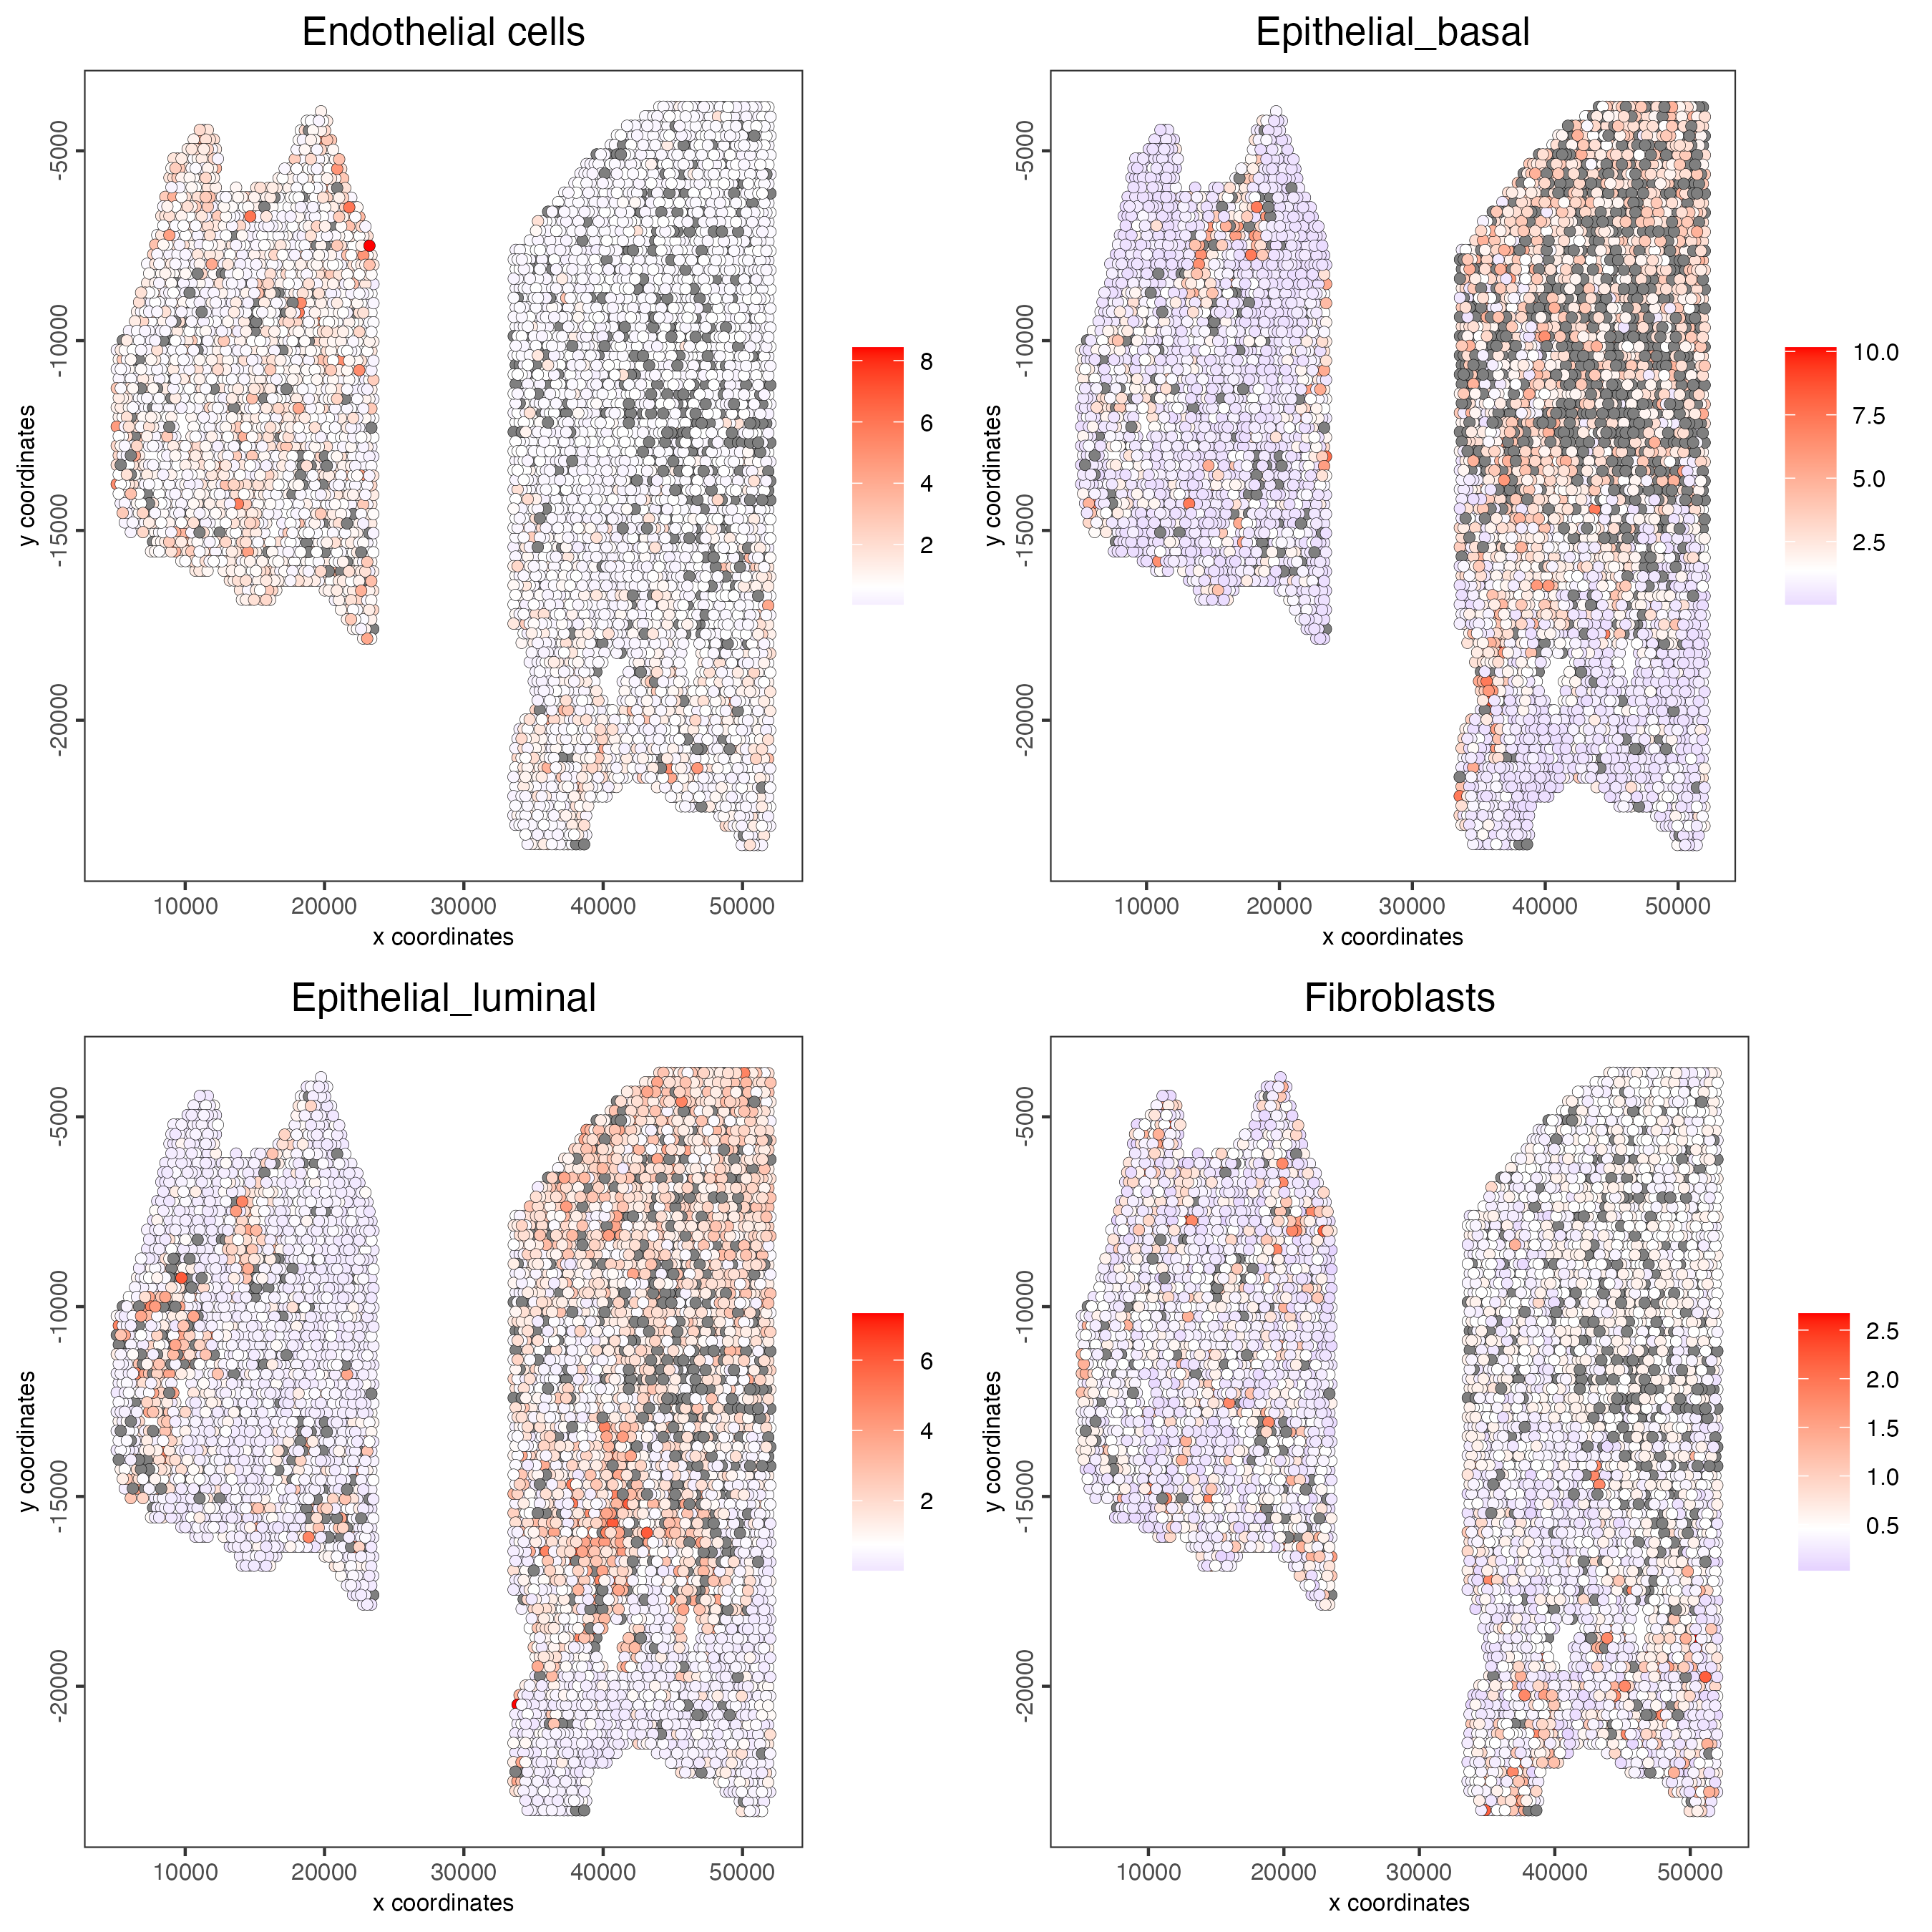 Endothelial cells
y coordinates
-5000
-10000
-15000
-20000
10000 20000 30000 40000 50000
x coordinates
8
6
4
2
Epithelial_basal
y coordinates
-5000
-10000
-15000
-20000
10000 20000 30000 40000 50000
x coordinates
10.0
7.5
5.0
2.5
Epithelial_luminal
y coordinates
-5000
-10000
-15000
-20000
10000 20000 30000 40000 50000
x coordinates
6
4
2
Fibroblasts
y coordinates
-5000
-10000
-15000
-20000
10000 20000 30000 40000 50000
x coordinates
2.5
2.0
1.5
1.0
0.5